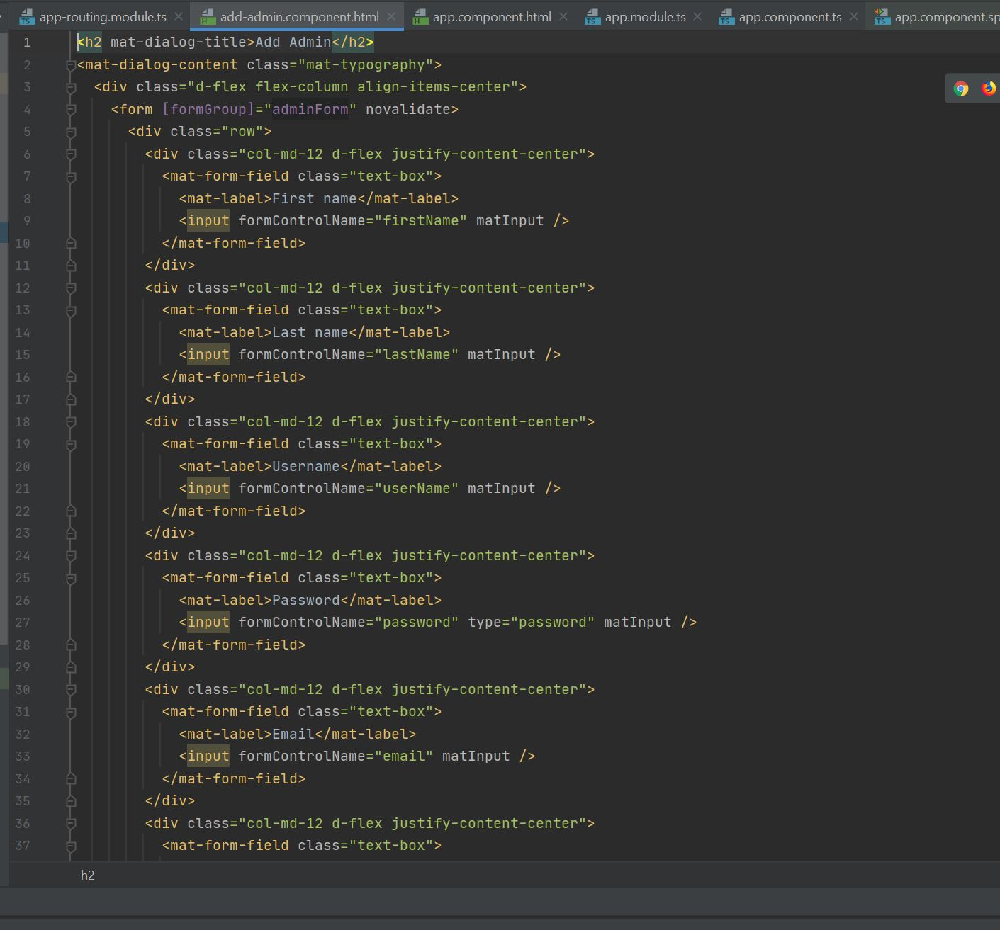 app-routing.module.ts add-admin.component.html app.component.html app.module.ts app.component.ts app.component.sp
1 <h2 mat-dialog-title>Add Admin</h2>
2 <mat-dialog-content class="mat-typography">
3 <div class="d-flex flex-column align-items-center">
4 <form [formGroup]="adminForm" novalidate>
5 <div class="row">
6 <div class="col-md-12 d-flex justify-content-center">
7 <mat-form-field class="text-box">
8 <mat-label>First name</mat-label>
9 <input formControlName="firstName" matInput />
10 </mat-form-field>
11 </div>
12 <div class="col-md-12 d-flex justify-content-center">
13 <mat-form-field class="text-box">
14 <mat-label>Last name</mat-label>
15 <input formControlName="lastName" matInput />
16 </mat-form-field>
17 </div>
18 <div class="col-md-12 d-flex justify-content-center">
19 <mat-form-field class="text-box">
20 <mat-label>Username</mat-label>
21 <input formControlName="userName" matInput />
22 </mat-form-field>
23 </div>
24 <div class="col-md-12 d-flex justify-content-center">
25 <mat-form-field class="text-box">
26 <mat-label>Password</mat-label>
27 <input formControlName="password" type="password" matInput />
28 </mat-form-field>
29 </div>
30 <div class="col-md-12 d-flex justify-content-center">
31 <mat-form-field class="text-box">
32 <mat-label>Email</mat-label>
33 <input formControlName="email" matInput />
34 </mat-form-field>
35 </div>
36 <div class="col-md-12 d-flex justify-content-center">
37 <mat-form-field class="text-box">
h2